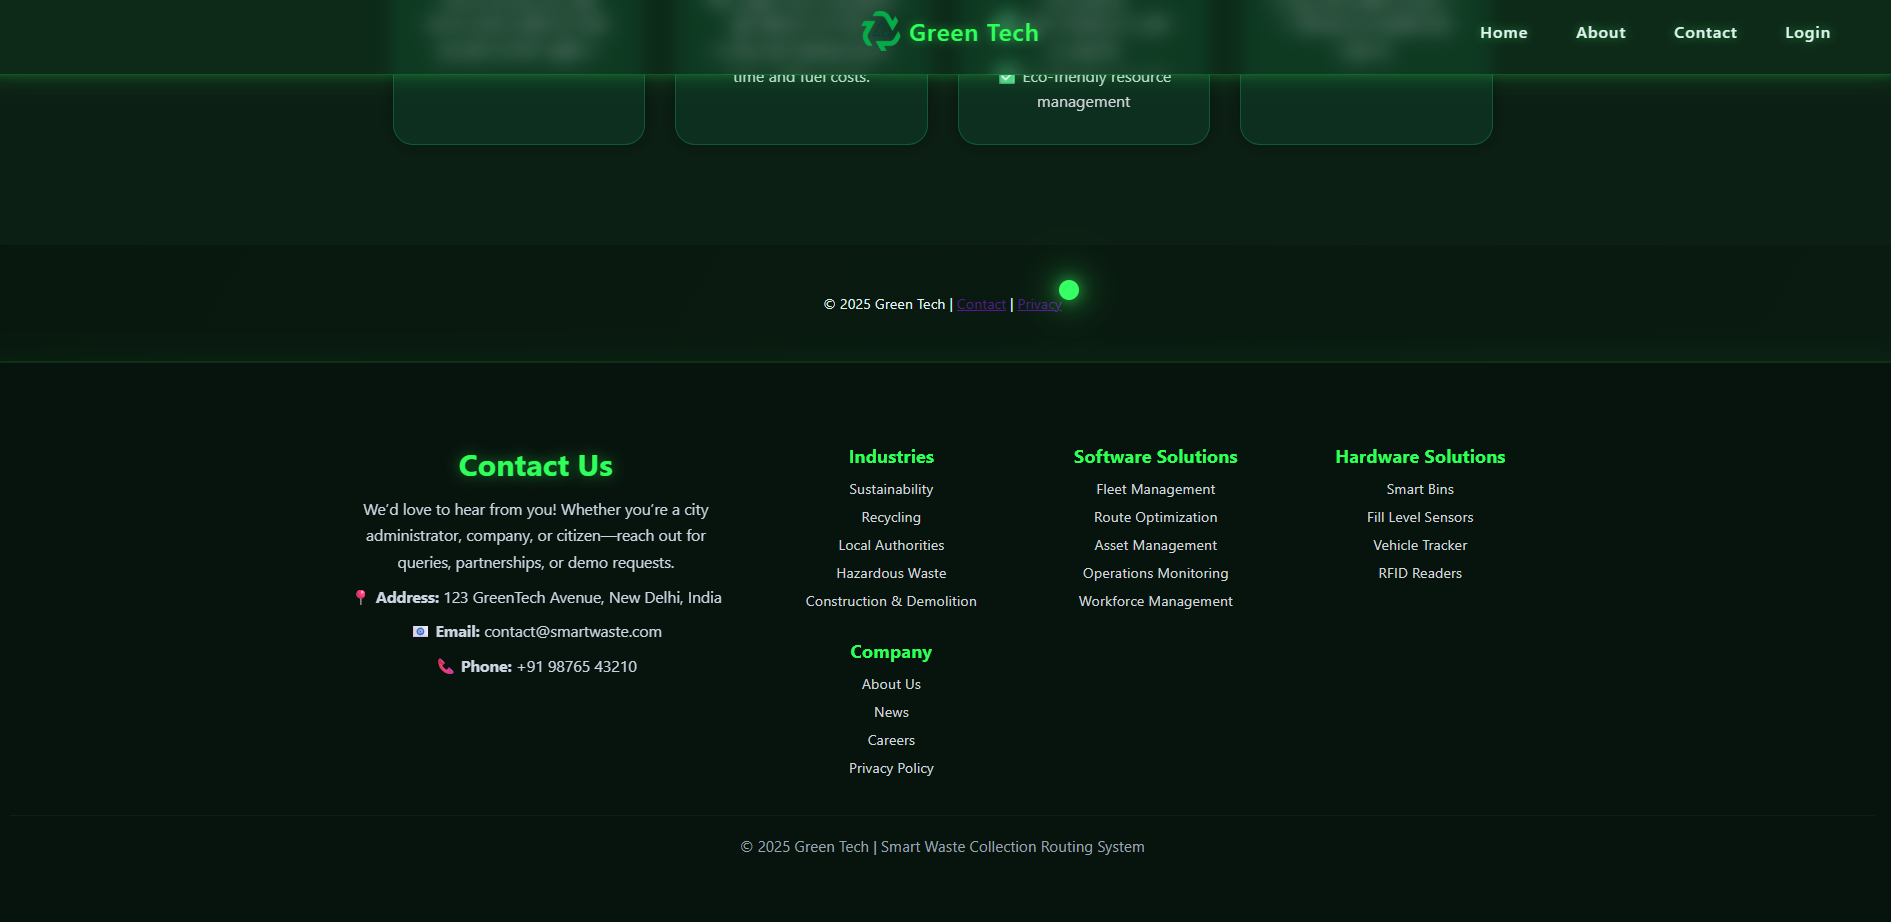 Green Tech
Home
About
Contact
Login
time and fuel costs.
✅ Eco-friendly resource
management
© 2025 Green Tech | Contact | Privacy
Contact Us
We’d love to hear from you! Whether you’re a city
administrator, company, or citizen—reach out for
queries, partnerships, or demo requests.
📍 Address: 123 GreenTech Avenue, New Delhi, India
📧 Email: contact@smartwaste.com
📞 Phone: +91 98765 43210
Industries
Sustainability
Recycling
Local Authorities
Hazardous Waste
Construction & Demolition
Software Solutions
Fleet Management
Route Optimization
Asset Management
Operations Monitoring
Workforce Management
Hardware Solutions
Smart Bins
Fill Level Sensors
Vehicle Tracker
RFID Readers
Company
About Us
News
Careers
Privacy Policy
© 2025 Green Tech | Smart Waste Collection Routing System